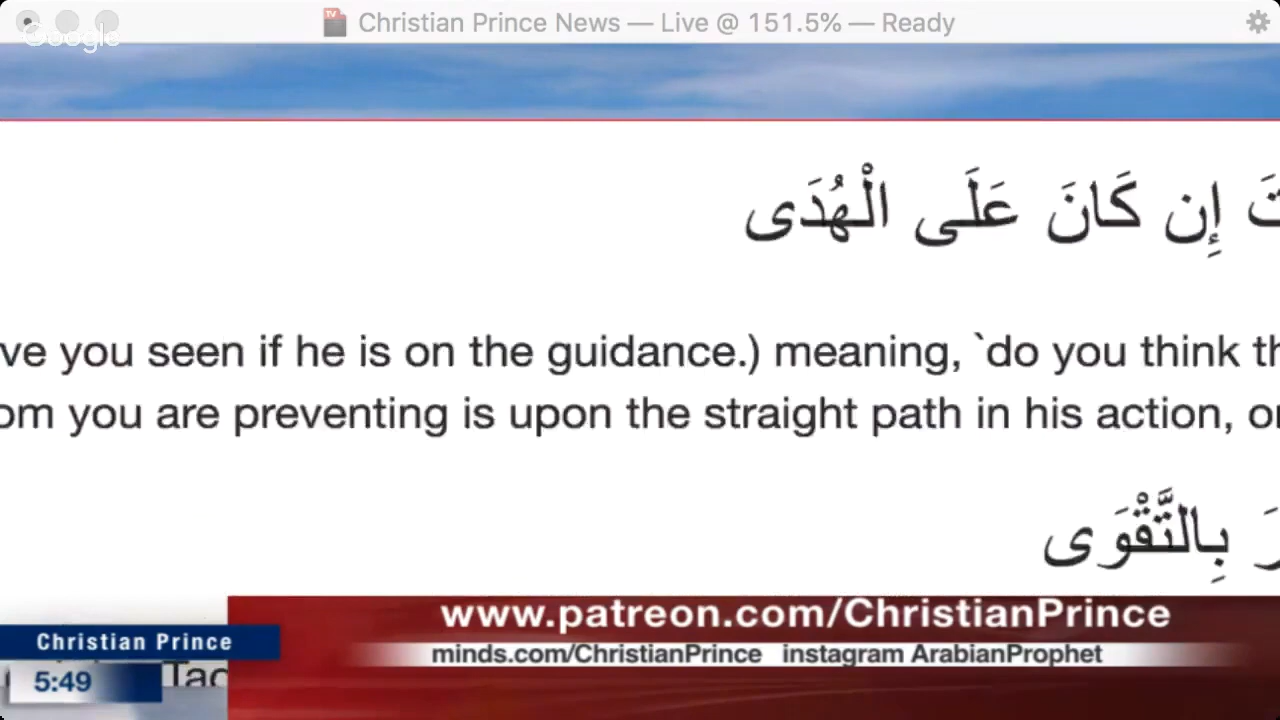 Christian Prince News — Live @ 151.5% — Ready
Google
تَ إِن كَانَ عَلَى الْهُدَى
ve you seen if he is on the guidance.) meaning, `do you think th
om you are preventing is upon the straight path in his action, or
رَ بِالتَّقْوَى
www.patreon.com/ChristianPrince
Christian Prince
minds.com/ChristianPrince instagram ArabianProphet
5:49
Tac